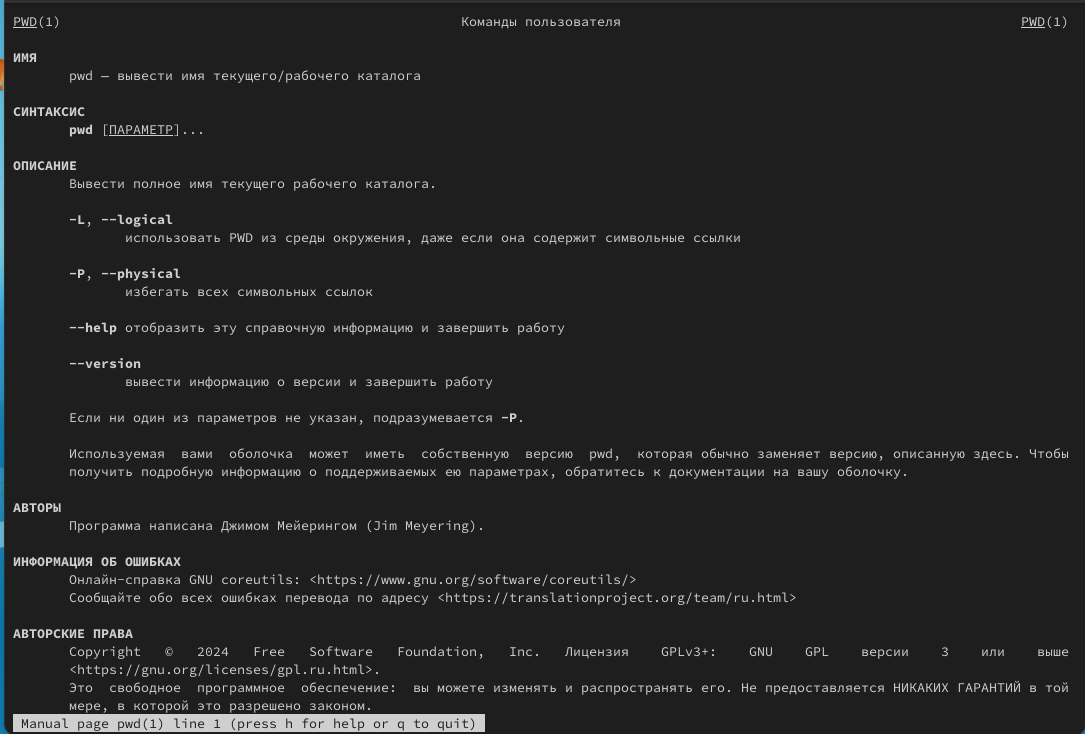 PWD(1) Команды пользователя PWD(1)
ИМЯ
pwd — вывести имя текущего/рабочего каталога
СИНТАКСИС
pwd [ПАРАМЕТР]...
ОПИСАНИЕ
Вывести полное имя текущего рабочего каталога.
-L, --logical
использовать PWD из среды окружения, даже если она содержит символьные ссылки
-P, --physical
избегать всех символьных ссылок
--help отобразить эту справочную информацию и завершить работу
--version
вывести информацию о версии и завершить работу
Если ни один из параметров не указан, подразумевается -P.
Используемая вами оболочка может иметь собственную версию pwd, которая обычно заменяет версию, описанную здесь. Чтобы
получить подробную информацию о поддерживаемых ею параметрах, обратитесь к документации на вашу оболочку.
АВТОРЫ
Программа написана Джимом Мейерингом (Jim Meyering).
ИНФОРМАЦИЯ ОБ ОШИБКАХ
Онлайн-справка GNU coreutils: <https://www.gnu.org/software/coreutils/>
Сообщайте обо всех ошибках перевода по адресу <https://translationproject.org/team/ru.html>
АВТОРСКИЕ ПРАВА
Copyright © 2024 Free Software Foundation, Inc. Лицензия GPLv3+: GNU GPL версии 3 или выше
<https://gnu.org/licenses/gpl.ru.html>.
Это свободное программное обеспечение: вы можете изменять и распространять его. Не предоставляется НИКАКИХ ГАРАНТИЙ в той
мере, в которой это разрешено законом.
Manual page pwd(1) line 1 (press h for help or q to quit)